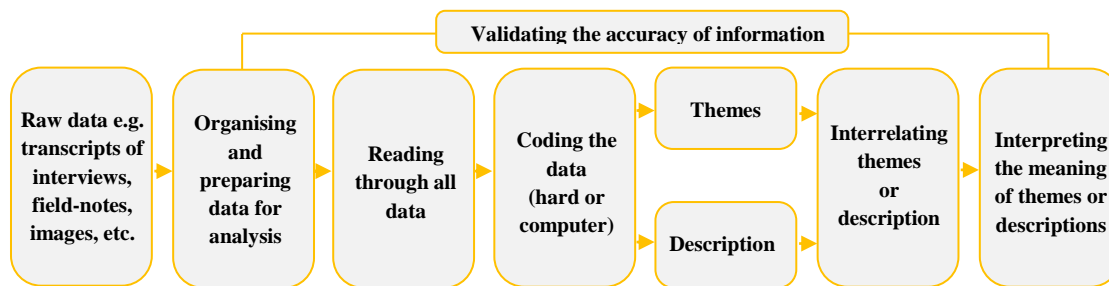 Validating the accuracy of information
Raw data e.g.
transcripts of
interviews,
field-notes,
images, etc.
Organising
and
preparing
data for
analysis
Reading
through all
data
Coding the
data
(hard or
computer)
Themes
Description
Interrelating
themes
or
description
Interpreting
the meaning
of themes or
descriptions